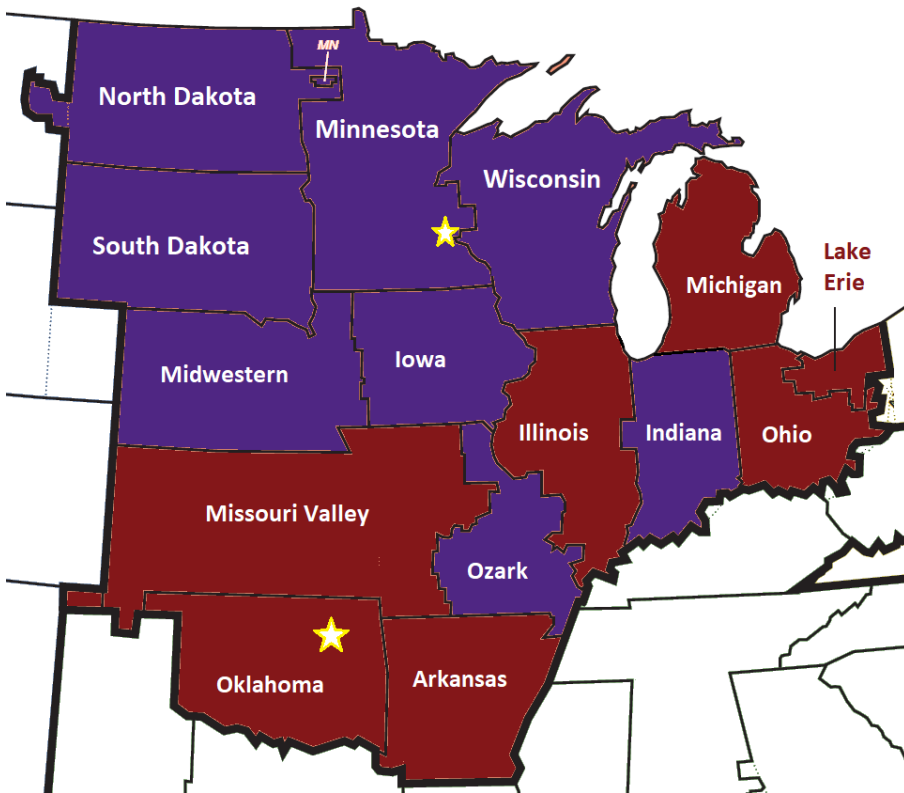 MN
North Dakota
Minnesota
Wisconsin
South Dakota
Lake
Erie
Michigan
Iowa
Midwestern
Illinois
Indiana
Ohio
Missouri Valley
Ozark
Arkansas
Oklahoma